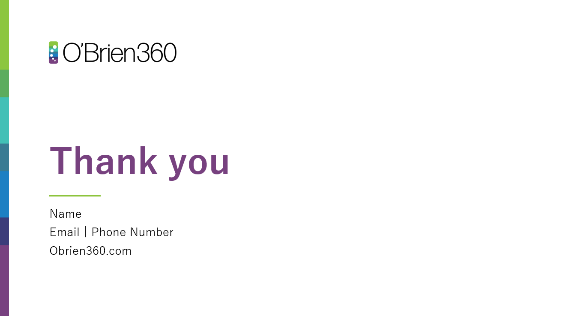 O'Brien360
Thank you
Name
Email | Phone Number
Obrien360.com